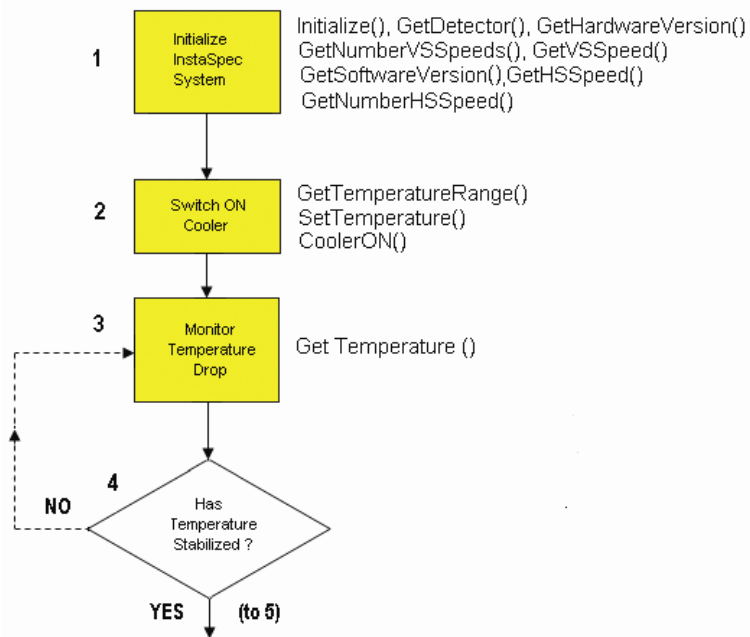 1
Initialize
InstaSpec
System
Initialize(), GetDetector(), GetHardwareVersion()
GetNumberVSSpeeds(), GetVSSpeed()
GetSoftwareVersion(),GetHSSpeed()
GetNumberHSSpeed()
2
Switch ON
Cooler
GetTemperatureRange()
SetTemperature()
CoolerON()
3
Monitor
Temperature
Drop
Get Temperature ()
4
NO
Has
Temperature
Stabilized ?
YES (to 5)